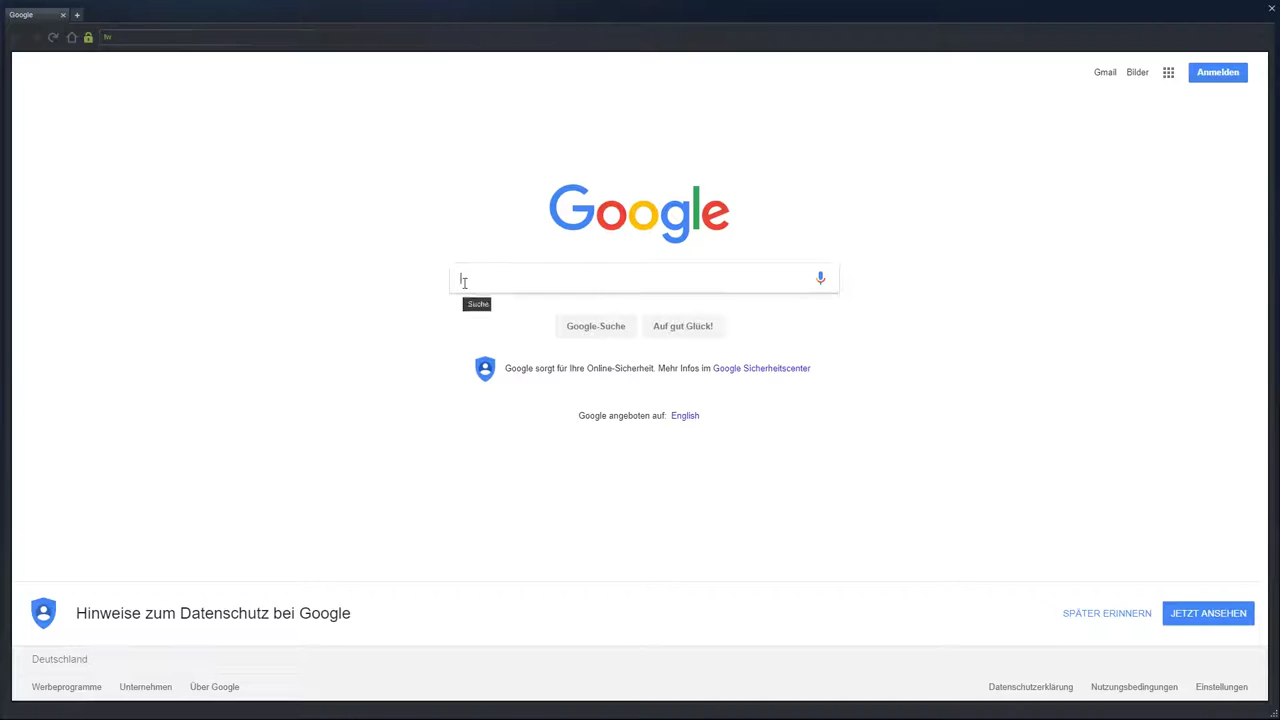 Google
fw
Gmail Bilder Anmelden
Google
Suche
Google-Suche Auf gut Glück!
Google sorgt für Ihre Online-Sicherheit. Mehr Infos im Google Sicherheitscenter
Google angeboten auf: English
Hinweise zum Datenschutz bei Google SPÄTER ERINNERN JETZT ANSEHEN
Deutschland
Werbeprogramme Unternehmen Über Google Datenschutzerklärung Nutzungsbedingungen Einstellungen